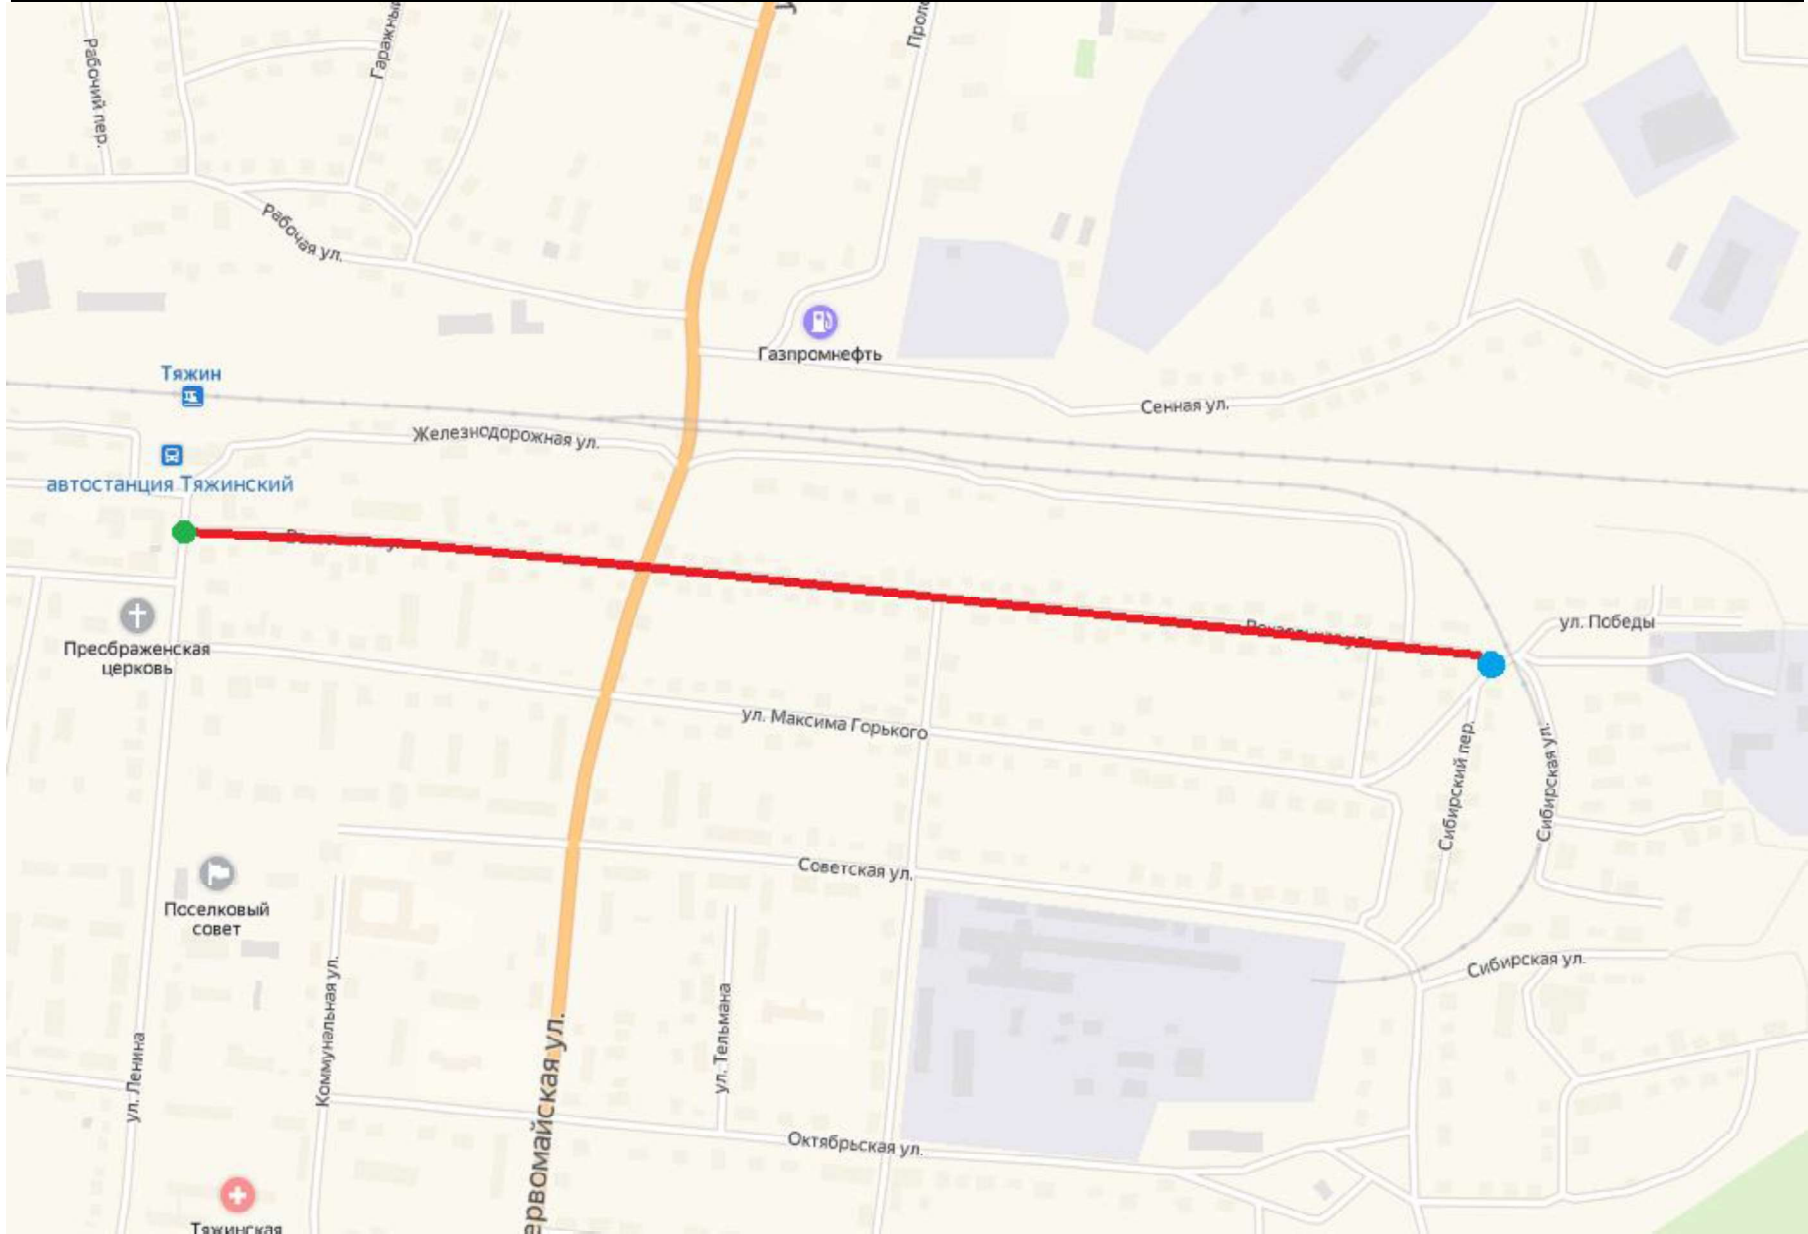 Рабочий пер.
Гаражный
Рабочая ул.
Газпромнефть
Тяжин
Сенная ул.
Железнодорожная ул.
автостанция Тяжинский
ул. Победы
Преображенская
церковь
ул. Максима Горького
Сибирский пер.
Сибирская ул.
Советская ул.
Поселковый
совет
Сибирская ул.
Коммунальная ул.
ул. Тельмана
ул. Ленина
ервомайская ул.
Октябрьская ул.
Тяжинская